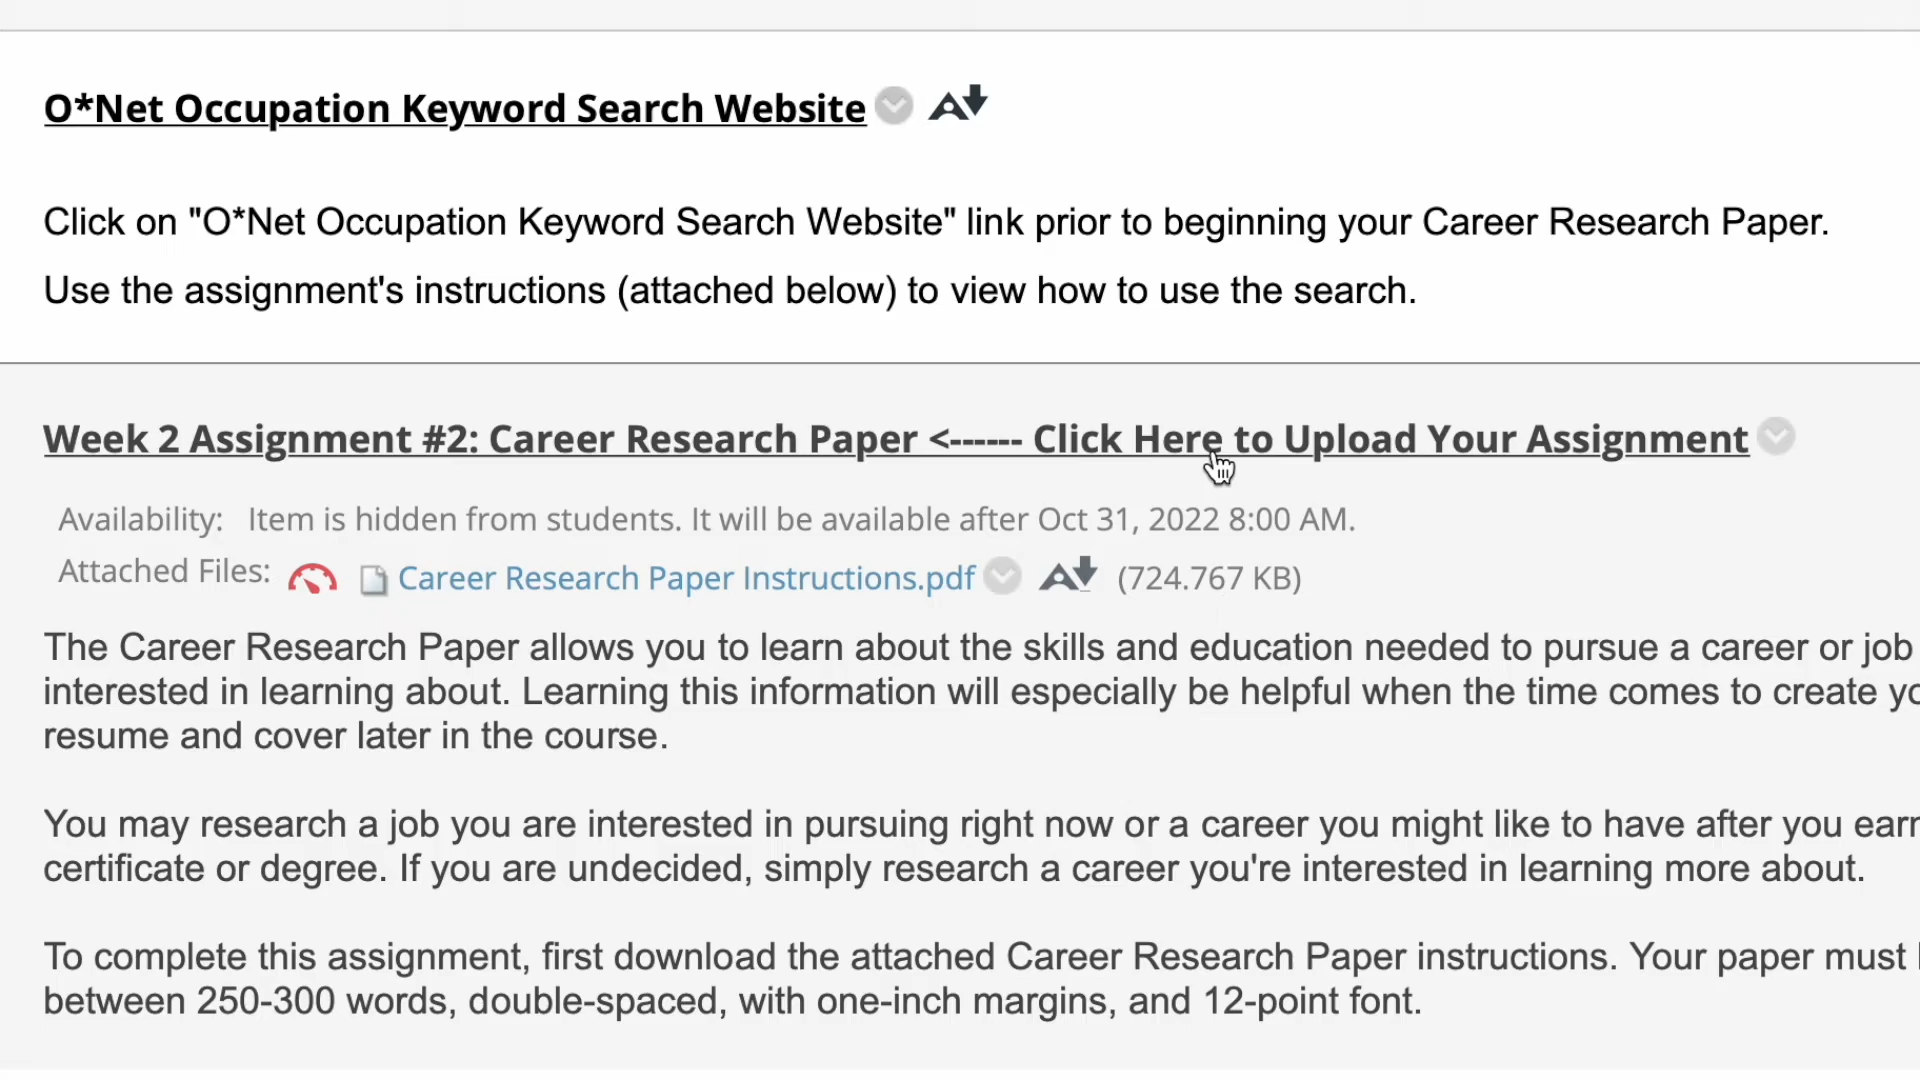 O*Net Occupation Keyword Search Website
Click on "O*Net Occupation Keyword Search Website" link prior to beginning your Career Research Paper.
Use the assignment's instructions (attached below) to view how to use the search.
Week 2 Assignment #2: Career Research Paper <------ Click Here to Upload Your Assignment
Availability: Item is hidden from students. It will be available after Oct 31, 2022 8:00 AM.
Attached Files: Career Research Paper Instructions.pdf (724.767 KB)
The Career Research Paper allows you to learn about the skills and education needed to pursue a career or job
interested in learning about. Learning this information will especially be helpful when the time comes to create
resume and cover later in the course.
You may research a job you are interested in pursuing right now or a career you might like to have after you earn
certificate or degree. If you are undecided, simply research a career you're interested in learning more about.
To complete this assignment, first download the attached Career Research Paper instructions. Your paper must
between 250-300 words, double-spaced, with one-inch margins, and 12-point font.